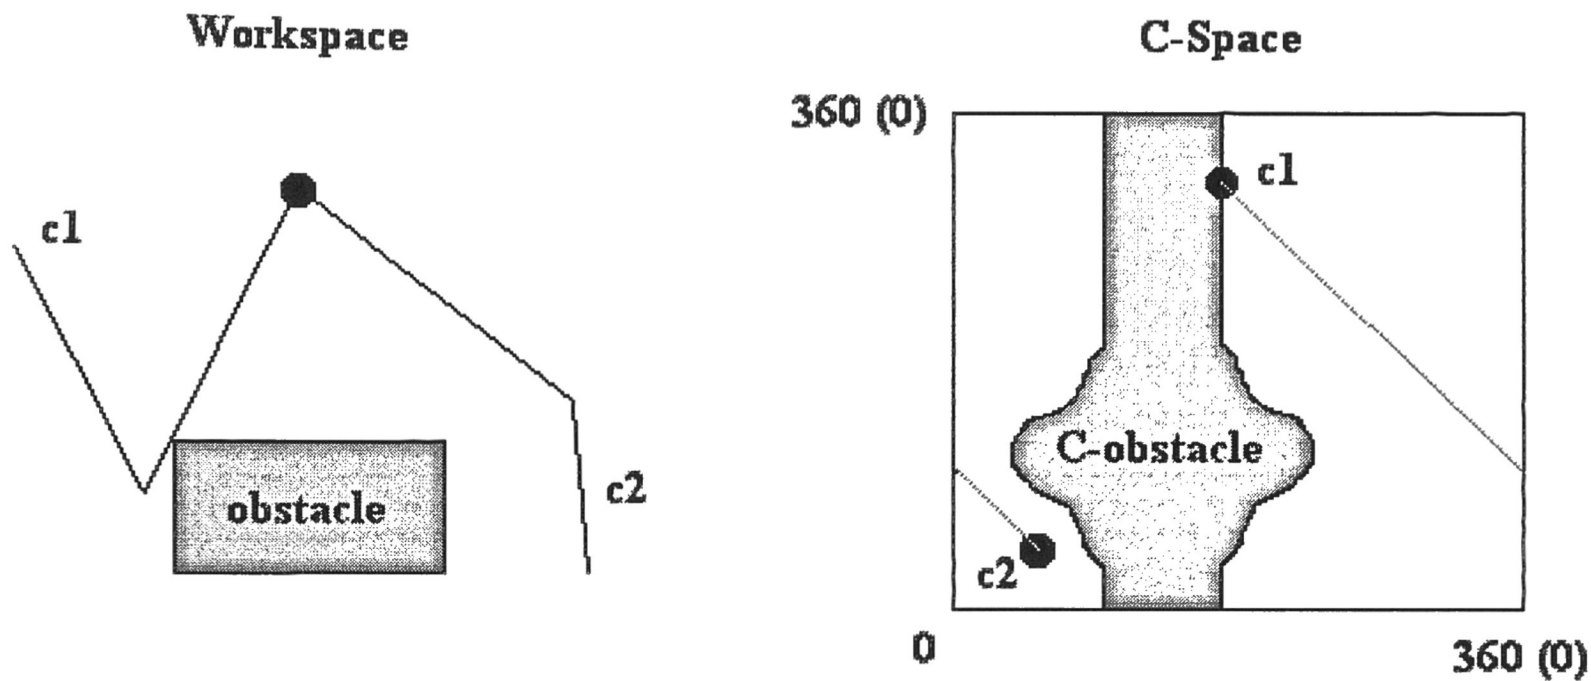 Workspace
C-Space
360 (0)
c1
c1
C-obstacle
obstacle
c2
c2
0
360 (0)